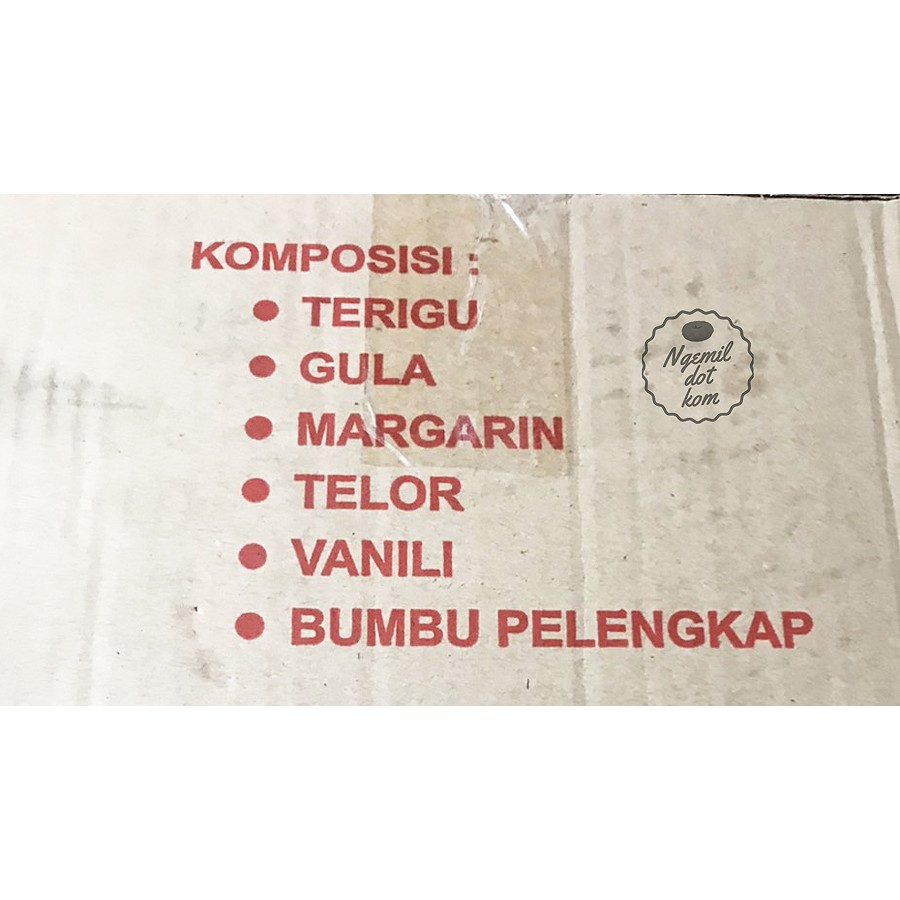 KOMPOSISI :
● TERIGU
● GULA
● MARGARIN
● TELOR
● VANILI
● BUMBU PELENGKAP
Ngemil
dot
kom